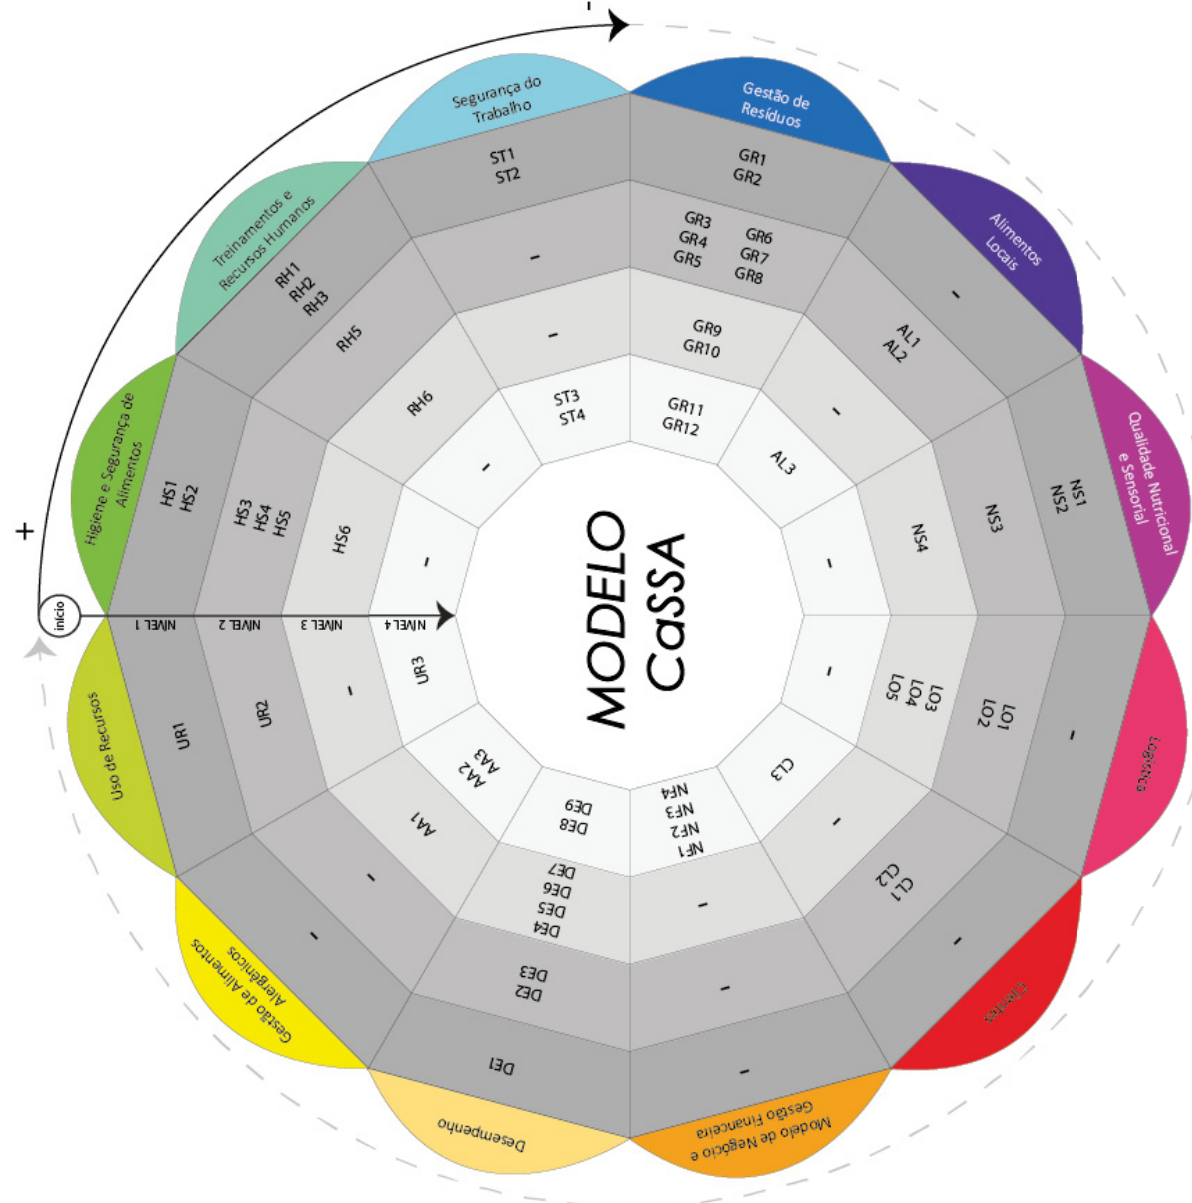 -
+
início
NÍVEL 1
NÍVEL 2
NÍVEL 3
NÍVEL 4
MODELO
CaSSA
Higiene e Segurança de
Alimentos
HS1
HS2
HS3
HS4
HS5
HS6
-
Treinamentos e
Recursos Humanos
RH1
RH2
RH3
RH5
RH6
-
Segurança do
Trabalho
ST1
ST2
-
-
ST3
ST4
Gestão de
Resíduos
GR1
GR2
GR3
GR4
GR5
GR6
GR7
GR8
GR9
GR10
GR11
GR12
Alimentos
Locais
-
AL1
AL2
-
AL3
Qualidade Nutricional
e Sensorial
NS1
NS2
NS3
NS4
-
Logística
-
LO1
LO2
LO3
LO4
LO5
-
Clientes
-
CL1
CL2
-
CL3
Modelo de Negócio e
Gestão Financeira
-
-
-
NF1
NF2
NF3
NF4
Desempenho
DE1
DE2
DE3
DE4
DE5
DE6
DE7
DE8
DE9
Gestão de Alimentos
Alergênicos
-
-
AA1
AA2
AA3
Uso de Recursos
UR1
UR2
-
UR3